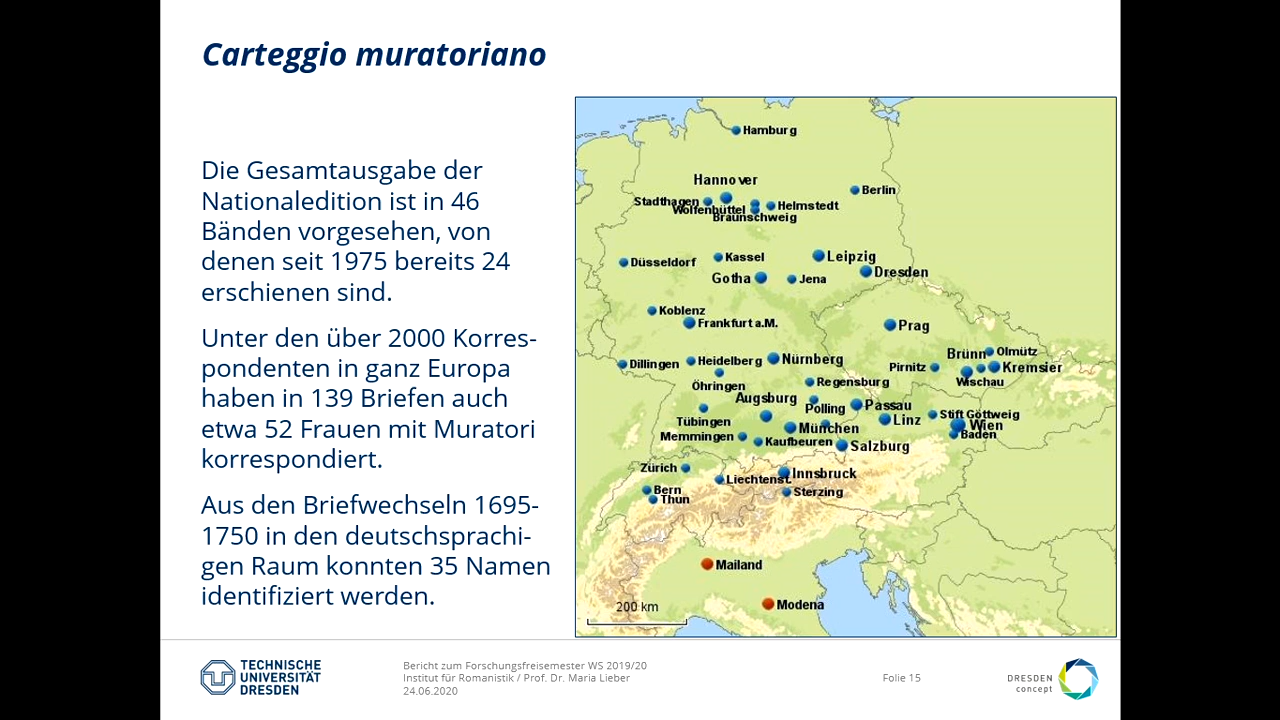 Carteggio muratoriano
Die Gesamtausgabe der
Nationaledition ist in 46
Bänden vorgesehen, von
denen seit 1975 bereits 24
erschienen sind.
Unter den über 2000 Korres-
pondenten in ganz Europa
haben in 139 Briefen auch
etwa 52 Frauen mit Muratori
korrespondiert.
Aus den Briefwechseln 1695-
1750 in den deutschsprachi-
gen Raum konnten 35 Namen
identifiziert werden.
Hamburg
Hannover
Berlin
Stadthagen
Wolfenbüttel
Helmstedt
Braunschweig
Düsseldorf
Kassel
Leipzig
Gotha
Jena
Dresden
Koblenz
Frankfurt a.M.
Prag
Dillingen
Heidelberg
Nürnberg
Brünn
Olmütz
Pirnitz
Kremsier
Wischau
Öhringen
Regensburg
Augsburg
Polling
Passau
Tübingen
Linz
Stift Göttweig
Wien
Baden
Memmingen
München
Kaufbeuren
Salzburg
Zürich
Liechtenst.
Innsbruck
Bern
Thun
Sterzing
Mailand
Modena
200 km
TECHNISCHE
UNIVERSITÄT
DRESDEN
Bericht zum Forschungsfreisemester WS 2019/20
Institut für Romanistik / Prof. Dr. Maria Lieber
24.06.2020
Folie 15
DRESDEN
concept